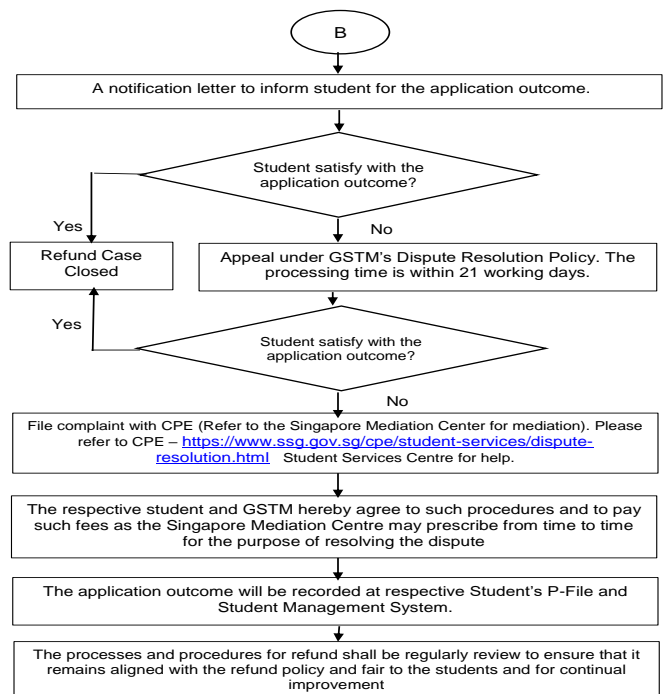 B
A notification letter to inform student for the application outcome.
Student satisfy with the
application outcome?
Yes
No
Refund Case
Closed
Appeal under GSTM's Dispute Resolution Policy. The
processing time is within 21 working days.
Yes
Student satisfy with the
application outcome?
No
File complaint with CPE (Refer to the Singapore Mediation Center for mediation). Please
refer to CPE – https://www.ssg.gov.sg/cpe/student-services/dispute-
resolution.html Student Services Centre for help.
The respective student and GSTM hereby agree to such procedures and to pay
such fees as the Singapore Mediation Centre may prescribe from time to time
for the purpose of resolving the dispute
The application outcome will be recorded at respective Student's P-File and
Student Management System.
The processes and procedures for refund shall be regularly review to ensure that it
remains aligned with the refund policy and fair to the students and for continual
improvement